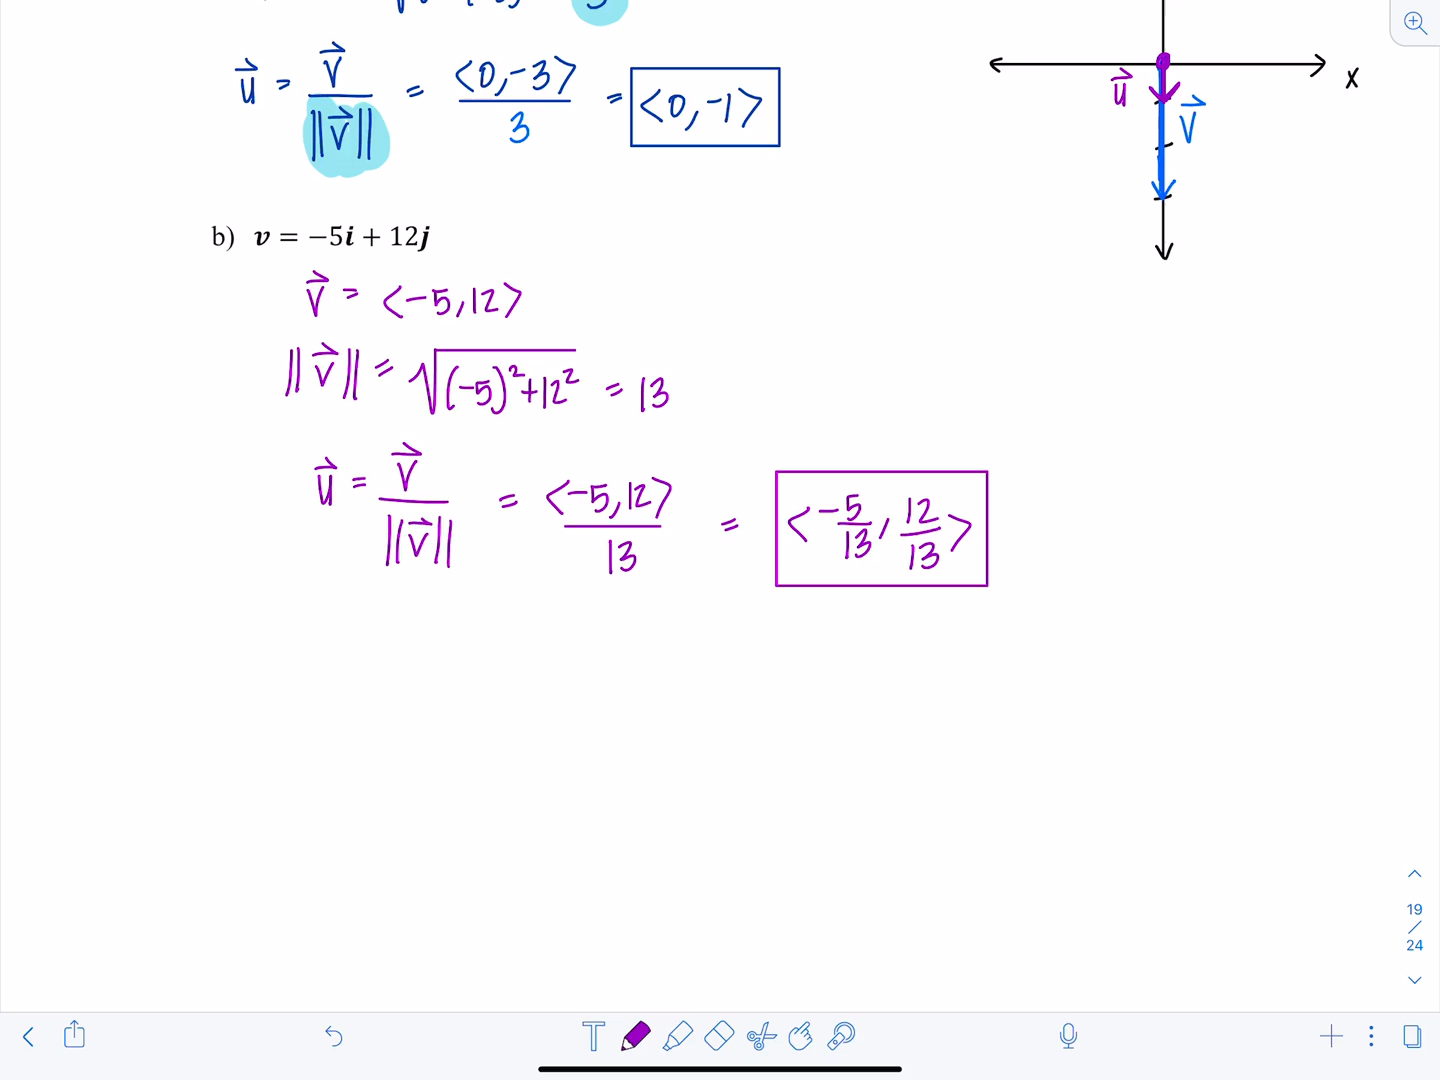 u⃗ = v⃗ / ||v⃗|| = <0,-3> / 3 = <0,-1>
x
u⃗
v⃗
b) v = −5i + 12j
v⃗ = <-5,12>
||v⃗|| = √((-5)²+12²) = 13
u⃗ = v⃗ / ||v⃗|| = <-5,12> / 13 = <-5/13, 12/13>
19
/
24
T